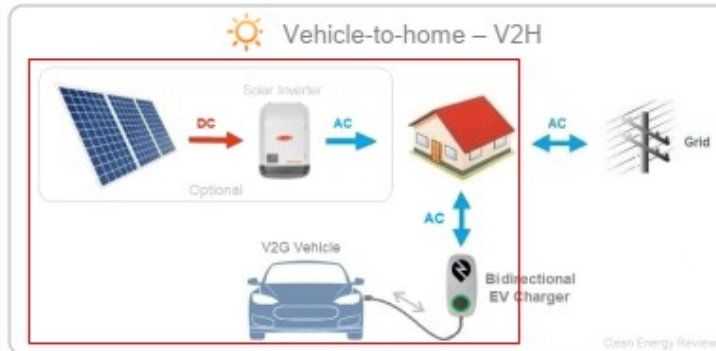 Vehicle-to-home – V2H
Solar Inverter
DC
AC
AC
Grid
Optional
AC
V2G Vehicle
Bidirectional
EV Charger
Clean Energy Review